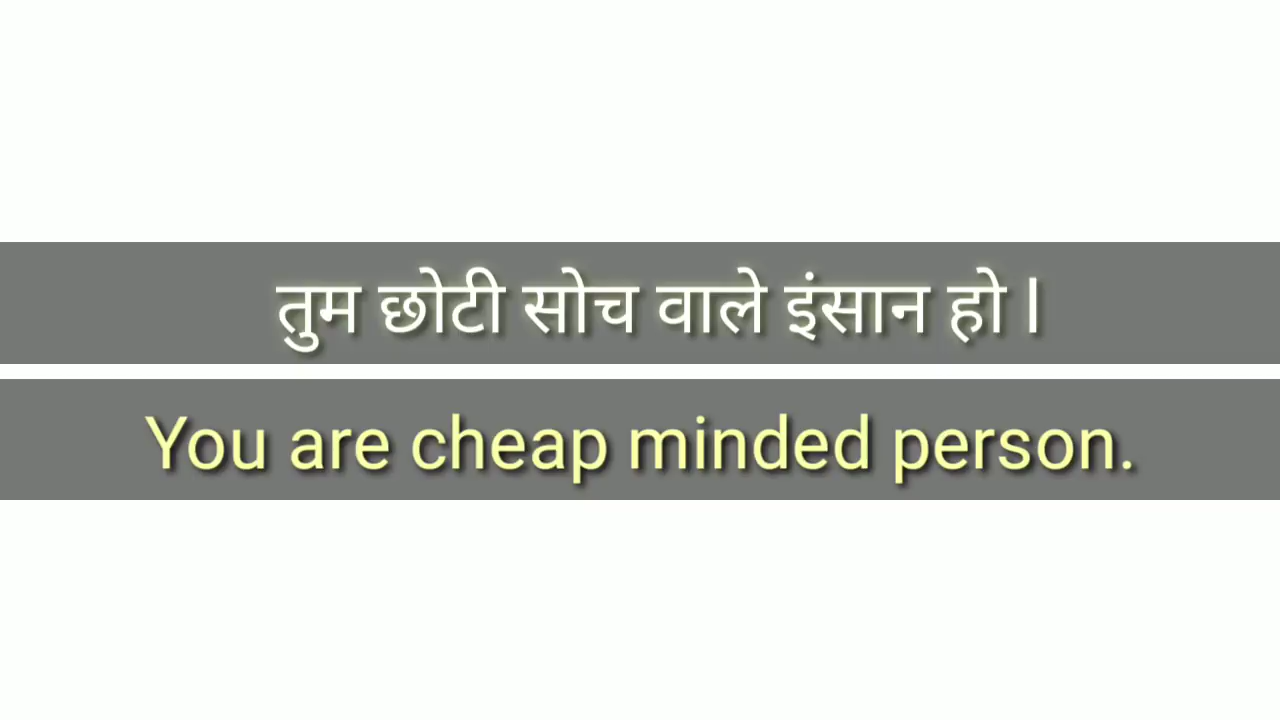 तुम छोटी सोच वाले इंसान हो l
You are cheap minded person.